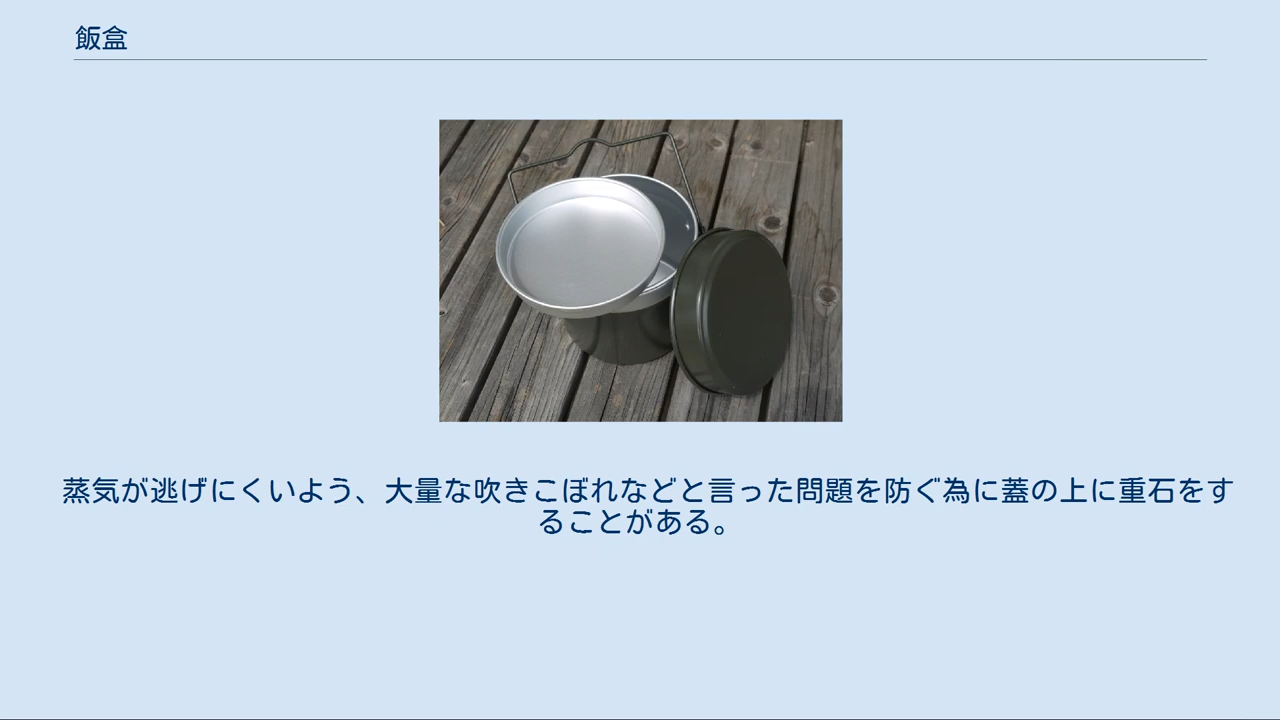 飯盒
蒸気が逃げにくいよう、大量な吹きこぼれなどと言った問題を防ぐ為に蓋の上に重石をす
ることがある。